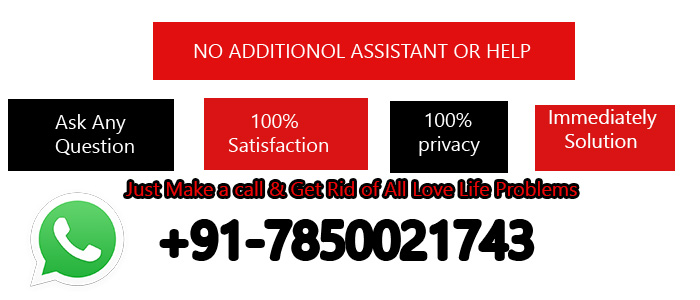 NO ADDITIONOL ASSISTANT OR HELP
Ask Any
Question
100%
Satisfaction
100%
privacy
Immediately
Solution
Just Make a call & Get Rid of All Love Life Problems
+91-7850021743